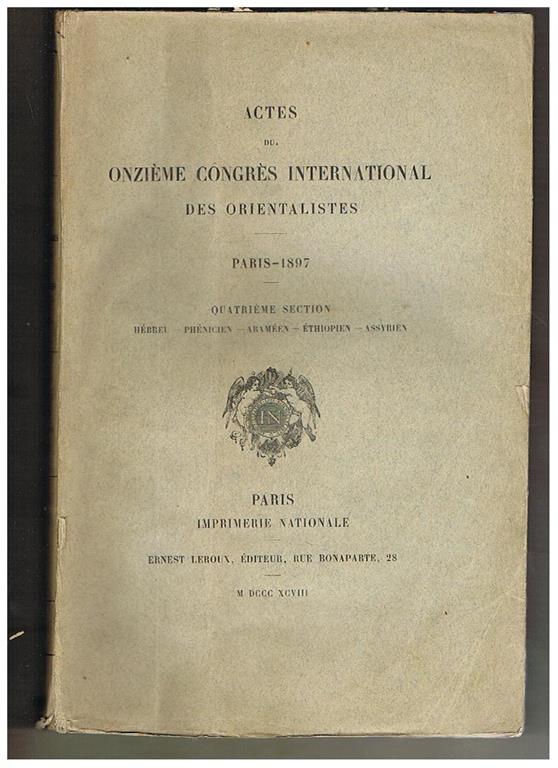 ACTES
DU
ONZIÈME CONGRÈS INTERNATIONAL
DES ORIENTALISTES
PARIS-1897
QUATRIÈME SECTION
HÉBREU — PHÉNICIEN — ARAMÉEN — ÉTHIOPIEN — ASSYRIEN
IN
PARIS
IMPRIMERIE NATIONALE
ERNEST LEROUX, ÉDITEUR, RUE BONAPARTE, 28
M DCCC XCVIII